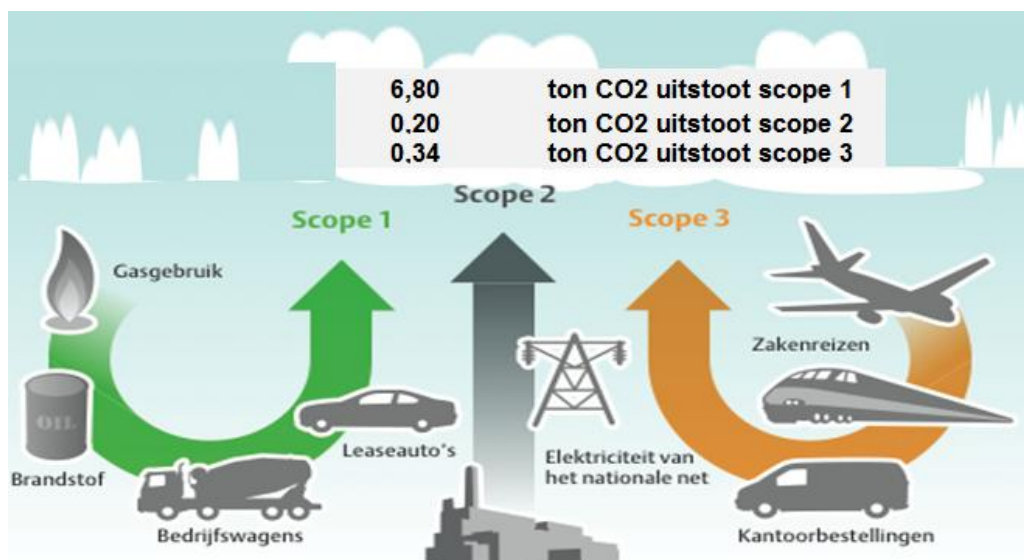 6,80 ton CO2 uitstoot scope 1
0,20 ton CO2 uitstoot scope 2
0,34 ton CO2 uitstoot scope 3
Scope 1
Scope 2
Scope 3
Gasgebruik
OIL
Brandstof
Bedrijfswagens
Leaseauto's
Elektriciteit van
het nationale net
Zakenreizen
Kantoorbestellingen